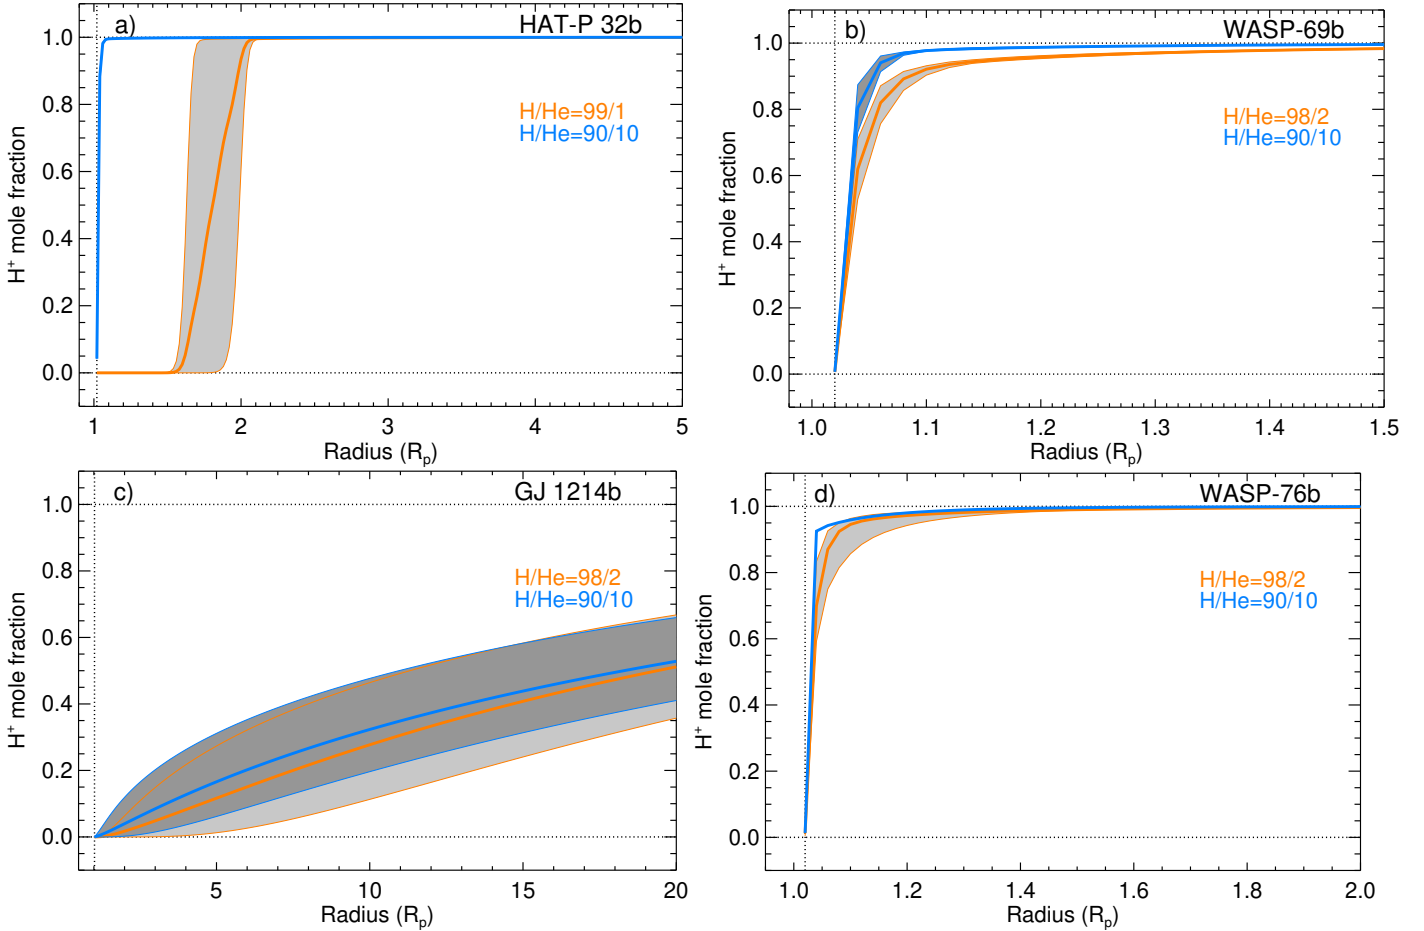 a)
HAT-P 32b
H/He=99/1
H/He=90/10
H+ mole fraction
1.0
0.8
0.6
0.4
0.2
0.0
1 2 3 4 5
Radius (Rp)
b)
WASP-69b
H/He=98/2
H/He=90/10
H+ mole fraction
1.0
0.8
0.6
0.4
0.2
0.0
1.0 1.1 1.2 1.3 1.4 1.5
Radius (Rp)
c)
GJ 1214b
H/He=98/2
H/He=90/10
H+ mole fraction
1.0
0.8
0.6
0.4
0.2
0.0
5 10 15 20
Radius (Rp)
d)
WASP-76b
H/He=98/2
H/He=90/10
H+ mole fraction
1.0
0.8
0.6
0.4
0.2
0.0
1.0 1.2 1.4 1.6 1.8 2.0
Radius (Rp)